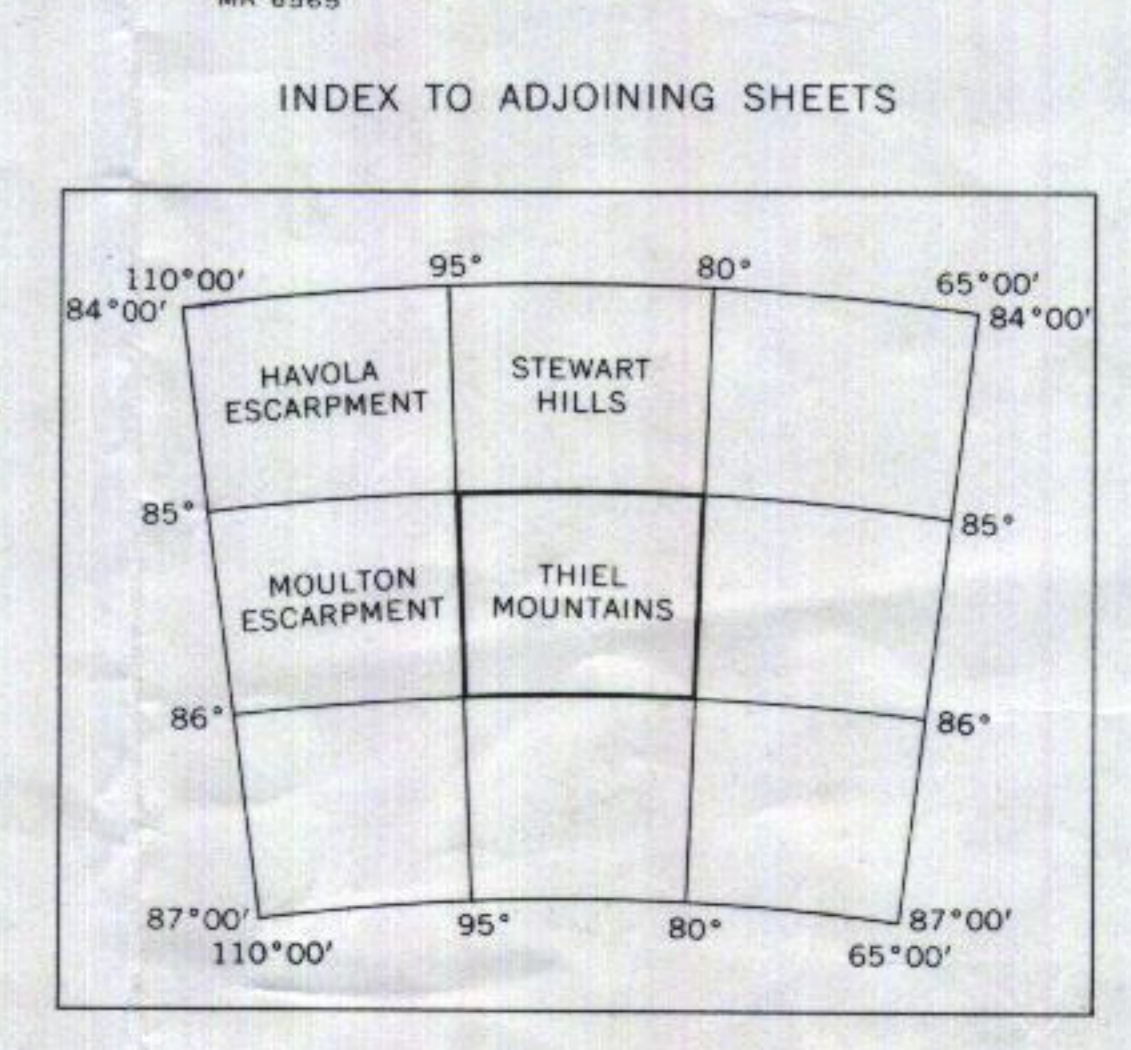 INDEX TO ADJOINING SHEETS
110°00′ 95° 80° 65°00′
84°00′ 84°00′
HAVOLA
ESCARPMENT
STEWART
HILLS
85° 85°
MOULTON
ESCARPMENT
THIEL
MOUNTAINS
86° 86°
87°00′ 95° 80° 87°00′
110°00′ 65°00′